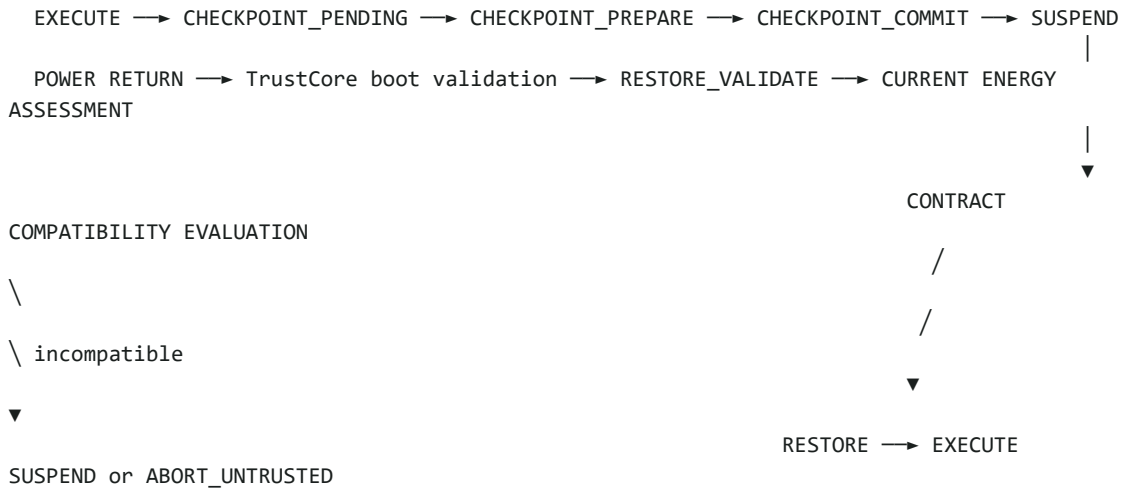 EXECUTE ──► CHECKPOINT_PENDING ──► CHECKPOINT_PREPARE ──► CHECKPOINT_COMMIT ──► SUSPEND
│
POWER RETURN ──► TrustCore boot validation ──► RESTORE_VALIDATE ──► CURRENT ENERGY
ASSESSMENT
│
▼
CONTRACT
COMPATIBILITY EVALUATION
/
\
/
\ incompatible
▼
▼
RESTORE ──► EXECUTE
SUSPEND or ABORT_UNTRUSTED